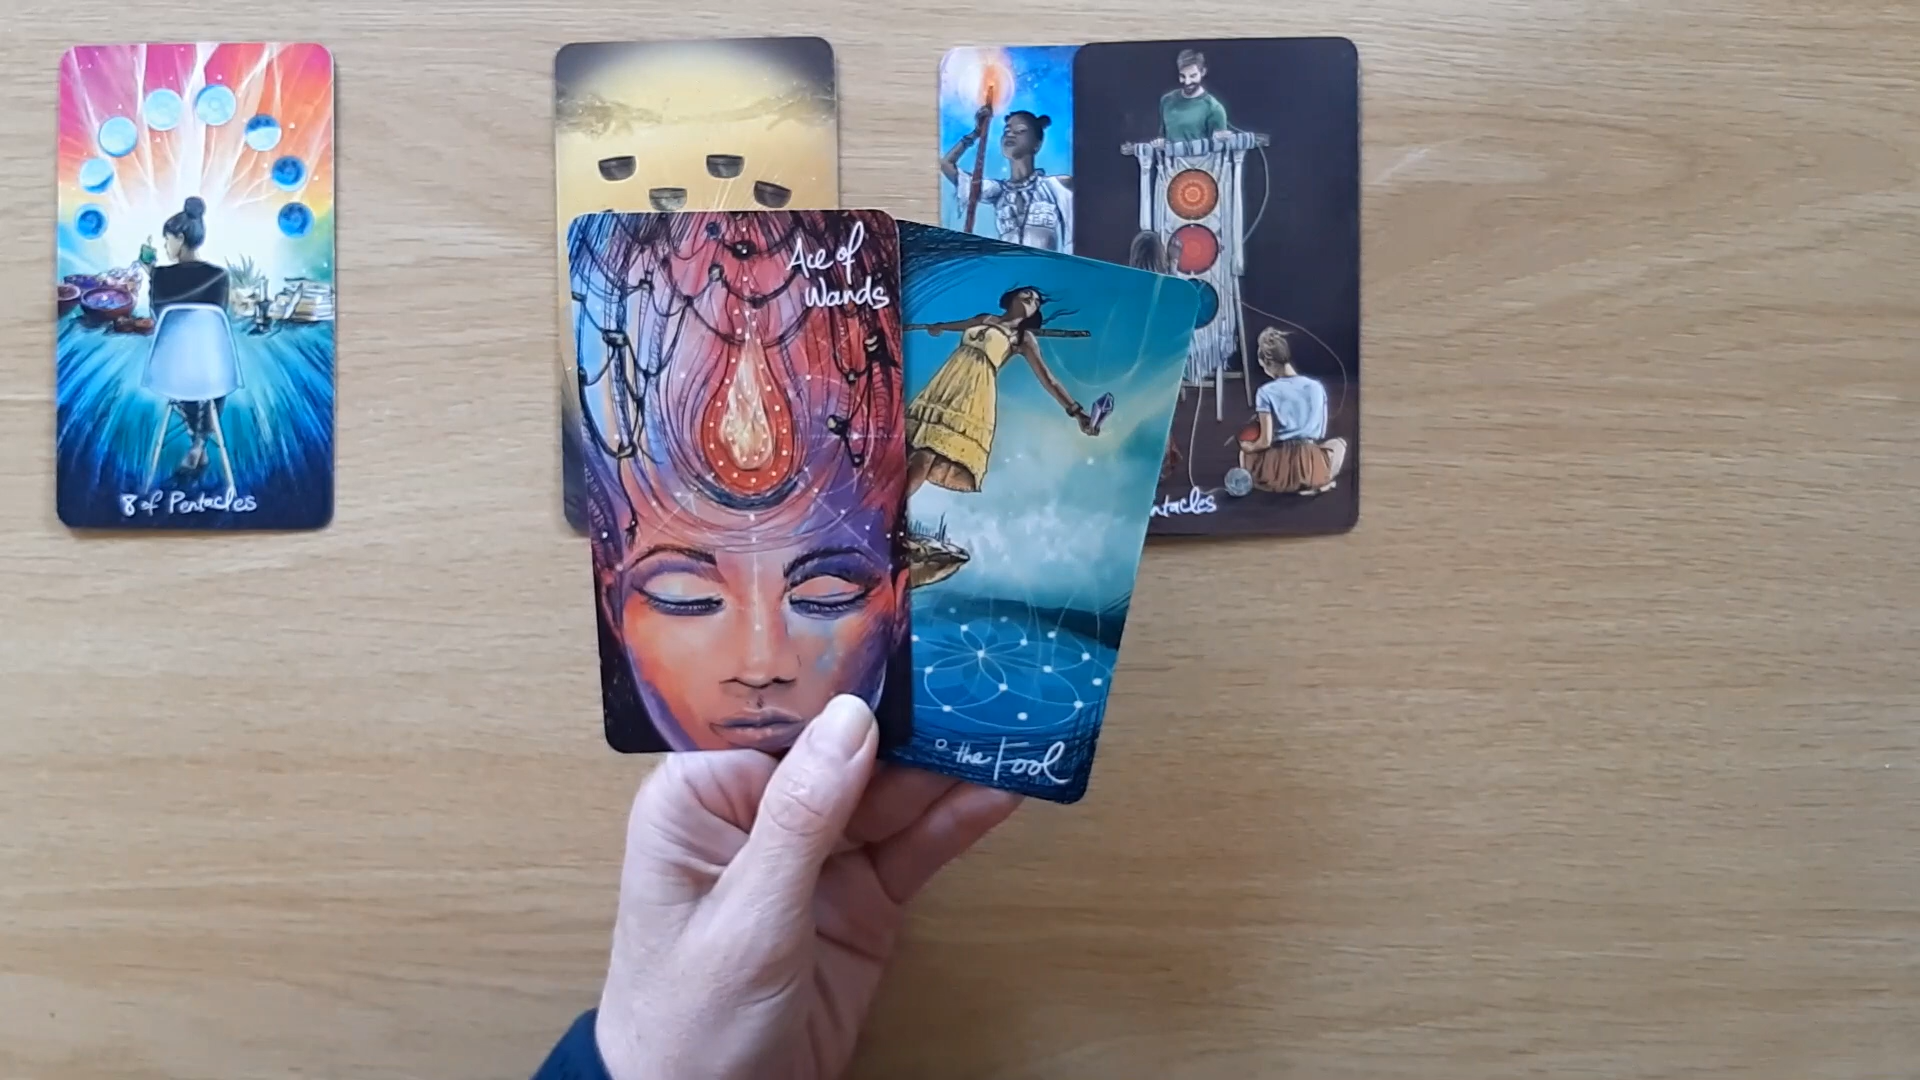 8 of Pentacles
Ace of
Wands
ntacles
0 the Fool